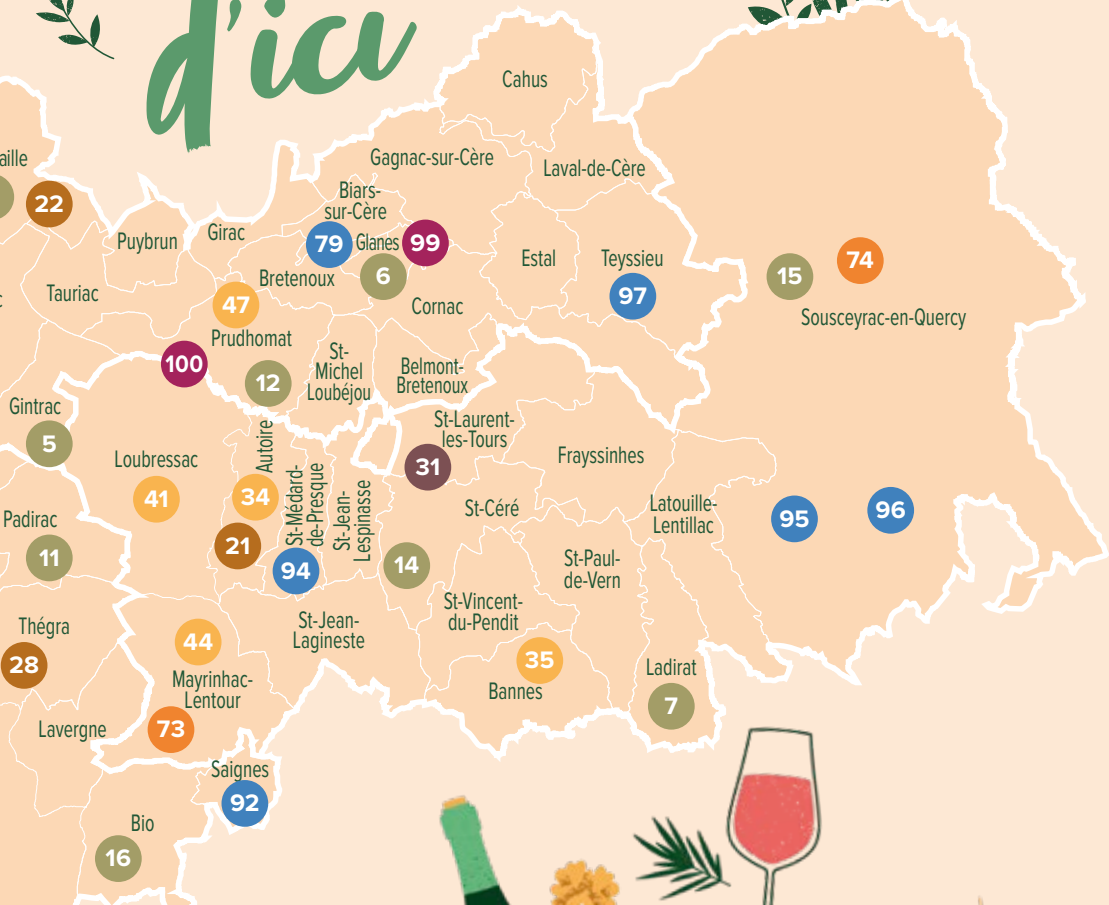 d'ici
Cahus
Gagnac-sur-Cère
Laval-de-Cère
aille
22
Biars-
sur-Cère
Puybrun
Girac
79
Glanes
99
6
Estal
Teyssieu
97
15
74
Sousceyrac-en-Quercy
Tauriac
Bretenoux
47
Cornac
Prudhomat
100
12
St-
Michel
Loubéjou
Belmont-
Bretenoux
Gintrac
5
Loubressac
41
Autoire
34
21
St-Médard-
de-Presque
94
St-Jean-
Lespinasse
St-Laurent-
les-Tours
31
Frayssinhes
St-Céré
14
Latouille-
Lentillac
95
96
Padirac
11
St-Paul-
de-Vern
St-Vincent-
du-Pendit
St-Jean-
Lagineste
Thégra
28
44
Mayrinhac-
Lentour
73
35
Bannes
Ladirat
7
Lavergne
Saignes
92
Bio
16